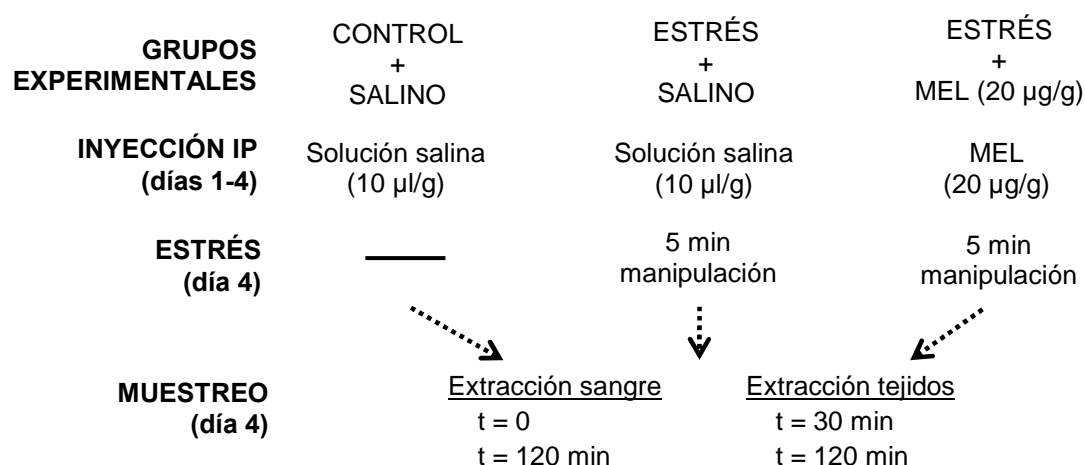 GRUPOS
EXPERIMENTALES
CONTROL
+
SALINO
ESTRÉS
+
SALINO
ESTRÉS
+
MEL (20 µg/g)
INYECCIÓN IP
(días 1-4)
Solución salina
(10 µl/g)
Solución salina
(10 µl/g)
MEL
(20 µg/g)
ESTRÉS
(día 4)
5 min
manipulación
5 min
manipulación
MUESTREO
(día 4)
Extracción sangre
t = 0
t = 120 min
Extracción tejidos
t = 30 min
t = 120 min